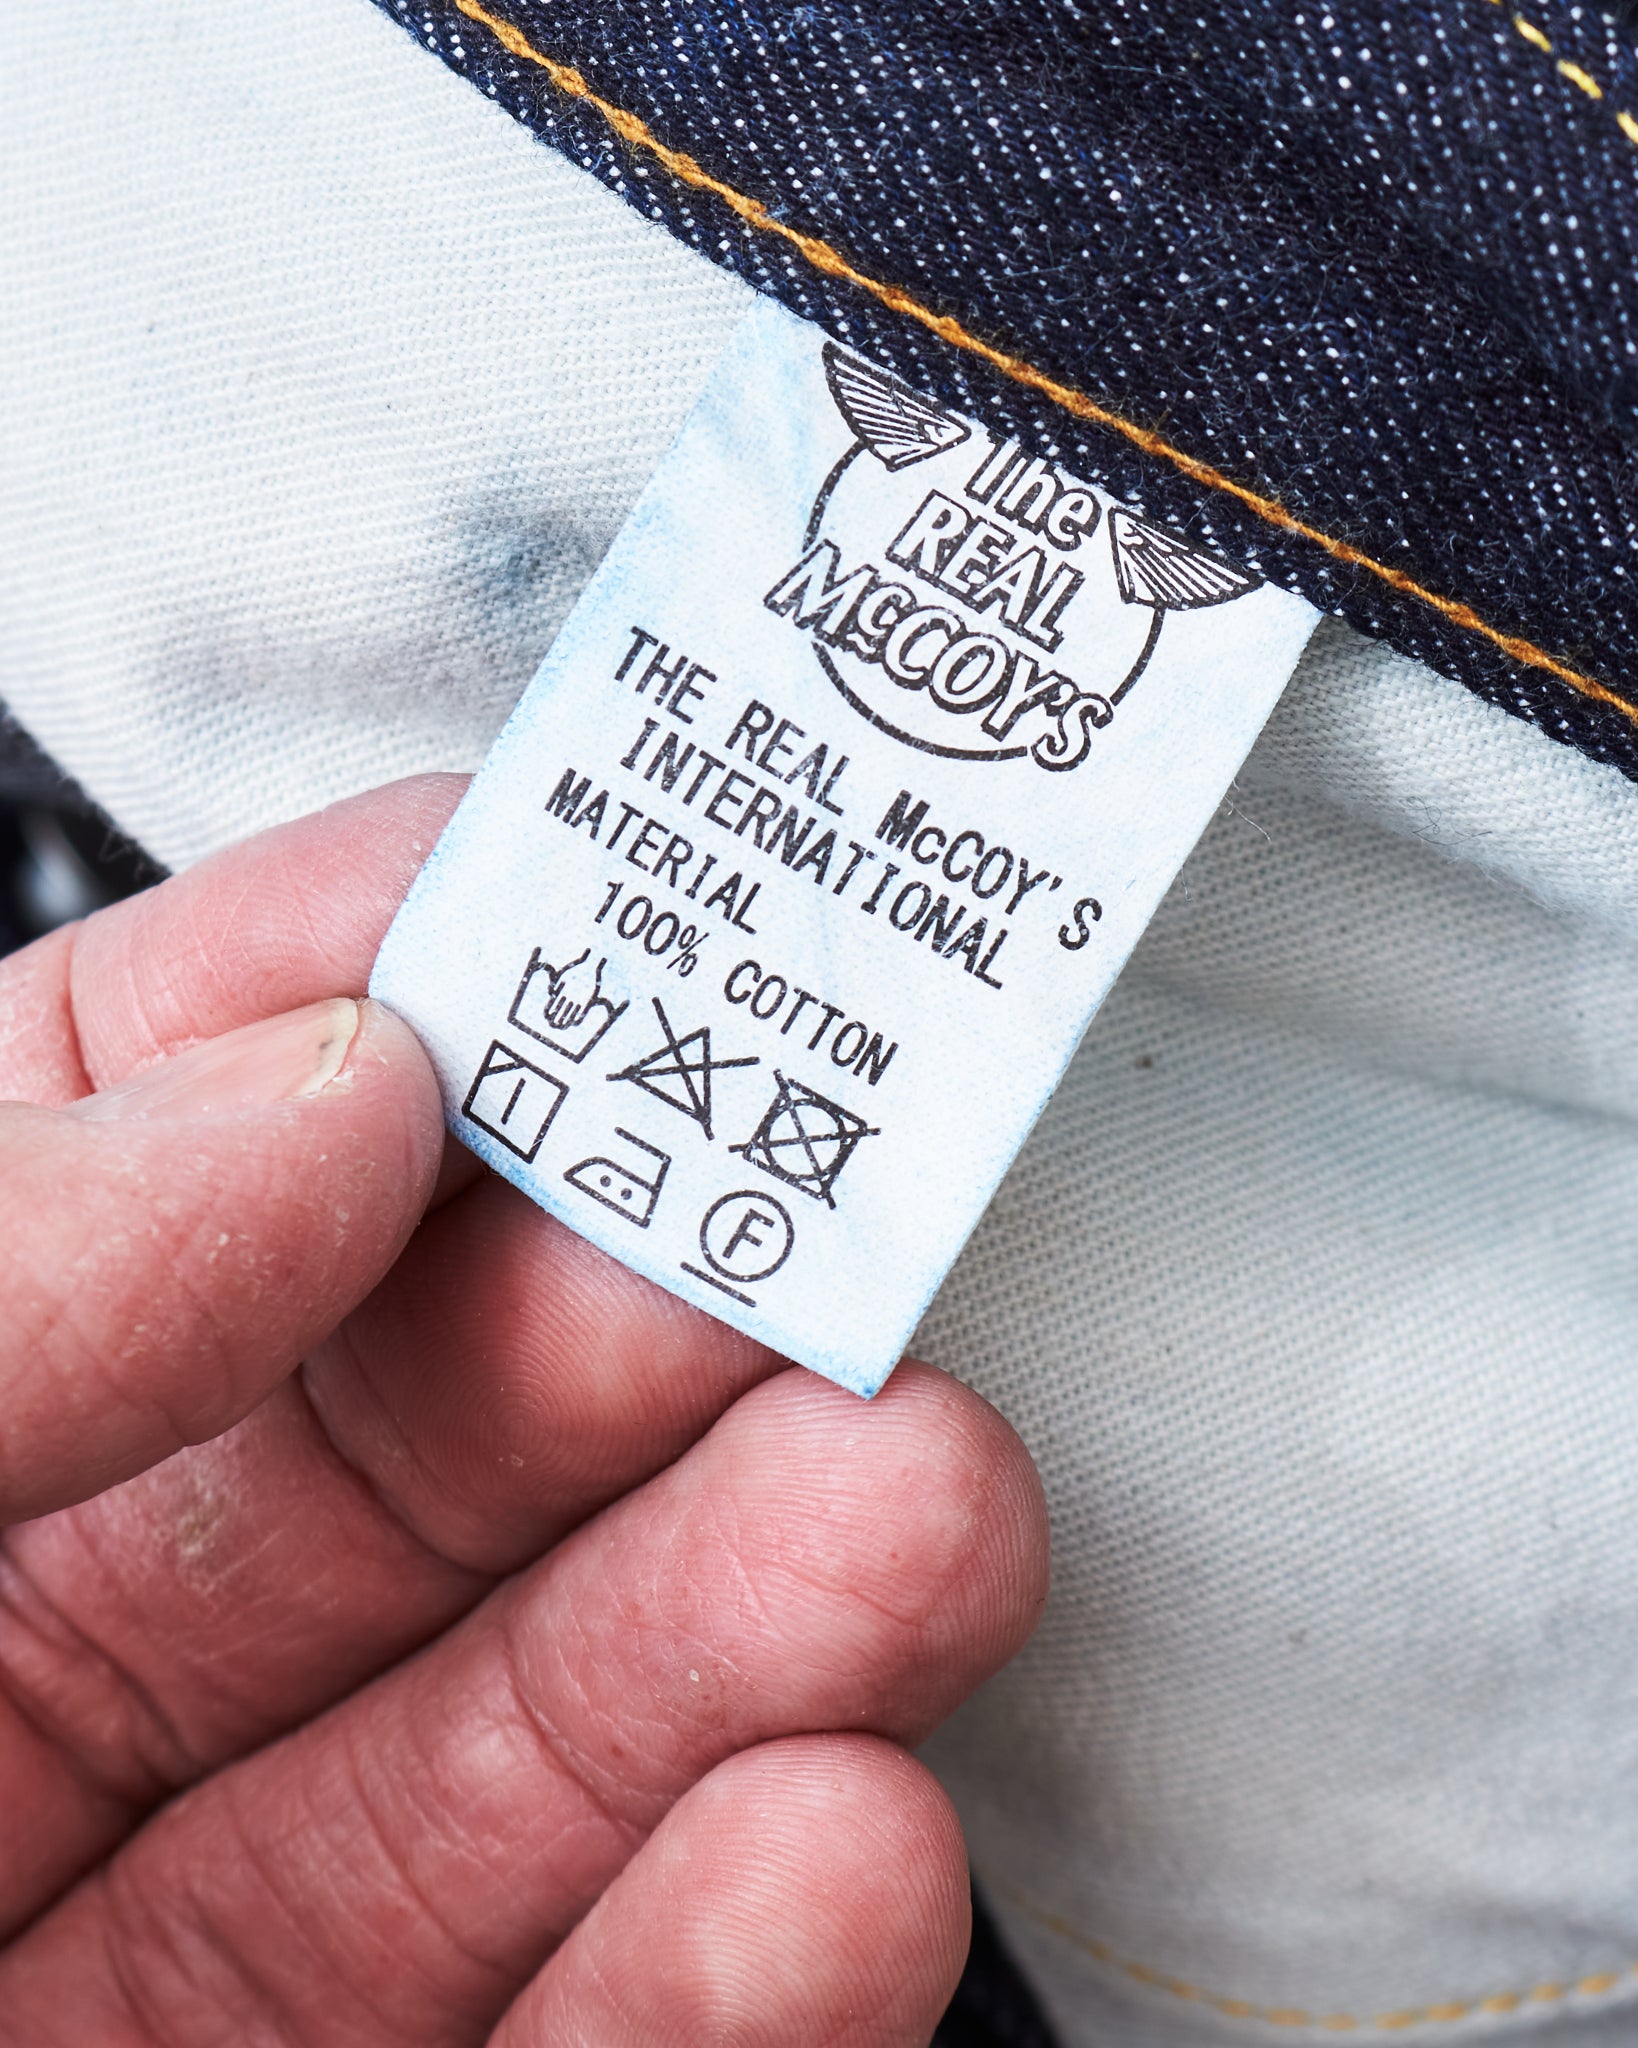 The
REAL
McCOY'S
THE REAL McCOY'S
INTERNATIONAL
MATERIAL
100% COTTON
F